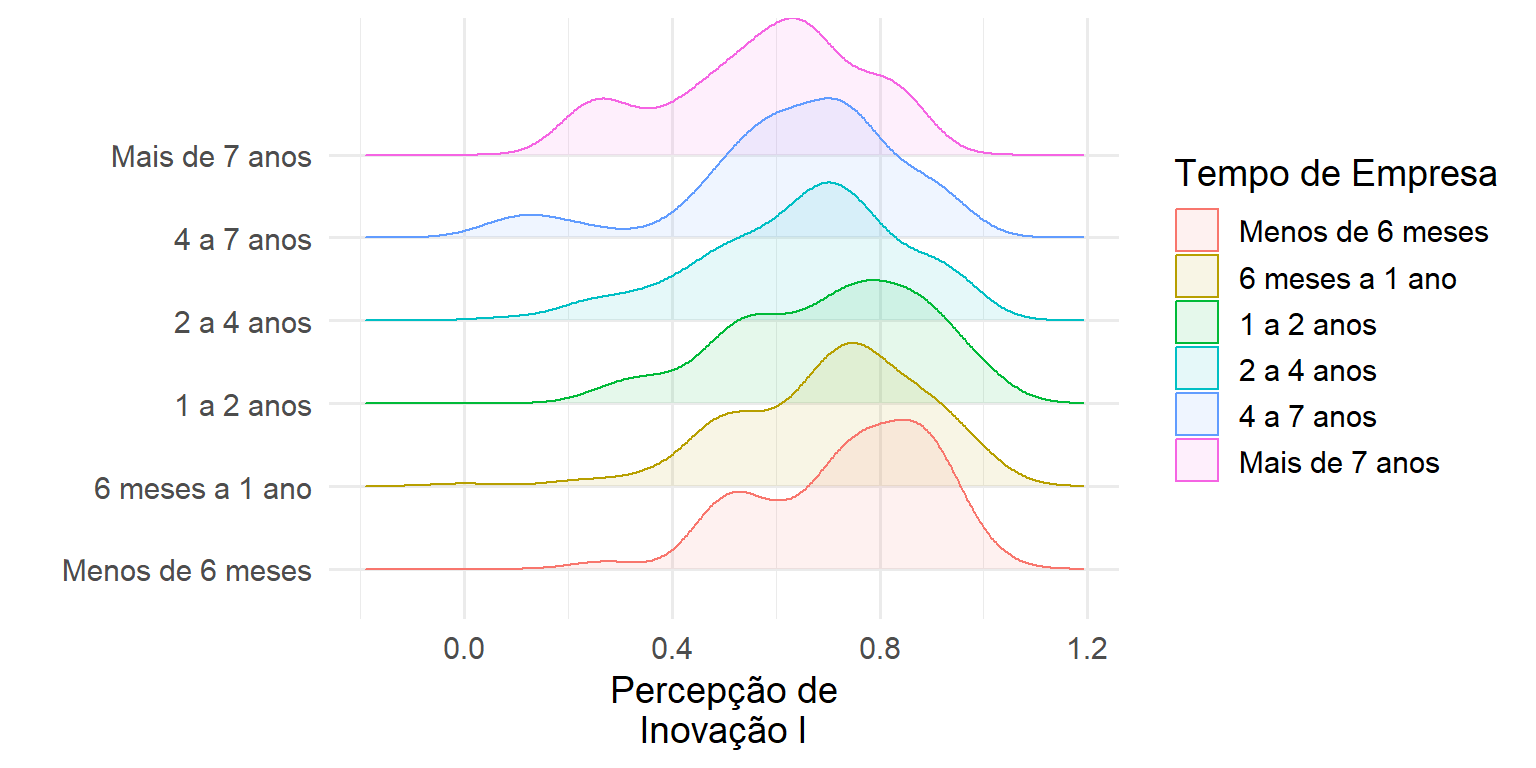 Mais de 7 anos
4 a 7 anos
2 a 4 anos
1 a 2 anos
6 meses a 1 ano
Menos de 6 meses
0.0 0.4 0.8 1.2
Percepção de
Inovação I
Tempo de Empresa
Menos de 6 meses
6 meses a 1 ano
1 a 2 anos
2 a 4 anos
4 a 7 anos
Mais de 7 anos